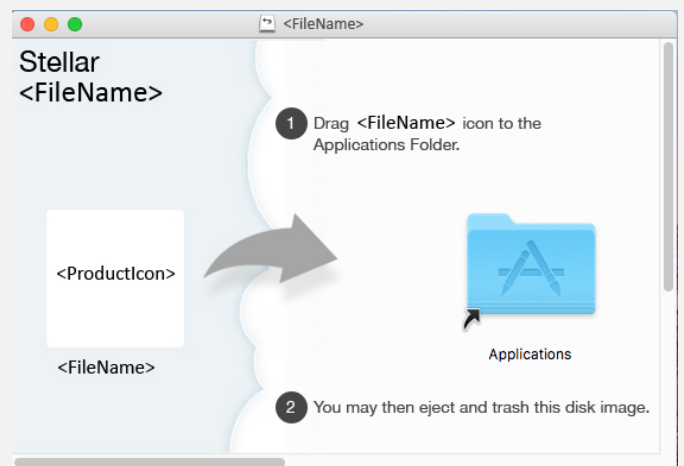 <FileName>
Stellar
<FileName>
1 Drag <FileName> icon to the
Applications Folder.
<ProductIcon>
<FileName>
Applications
2 You may then eject and trash this disk image.